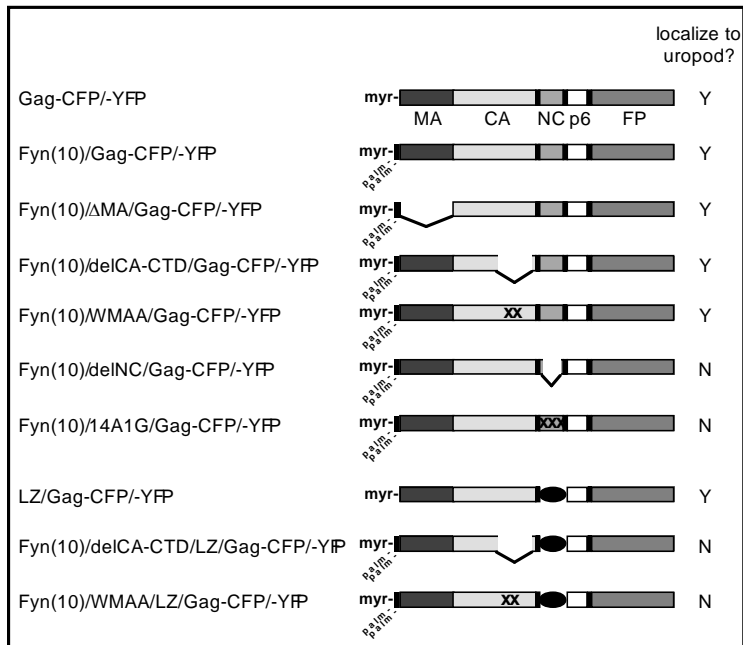 localize to
uropod?
Gag-CFP/-YFP myr- Y
MA CA NC p6 FP
Fyn(10)/Gag-CFP/-YFP myr- Y
palm-
palm-
Fyn(10)/ΔMA/Gag-CFP/-YFP myr- Y
palm-
palm-
Fyn(10)/delCA-CTD/Gag-CFP/-YFP myr- Y
palm-
palm-
Fyn(10)/WMAA/Gag-CFP/-YFP myr- XX Y
palm-
palm-
Fyn(10)/delNC/Gag-CFP/-YFP myr- N
palm-
palm-
Fyn(10)/14A1G/Gag-CFP/-YFP myr- XXX N
palm-
palm-
LZ/Gag-CFP/-YFP myr- Y
Fyn(10)/delCA-CTD/LZ/Gag-CFP/-YFP myr- N
palm-
palm-
Fyn(10)/WMAA/LZ/Gag-CFP/-YFP myr- XX N
palm-
palm-